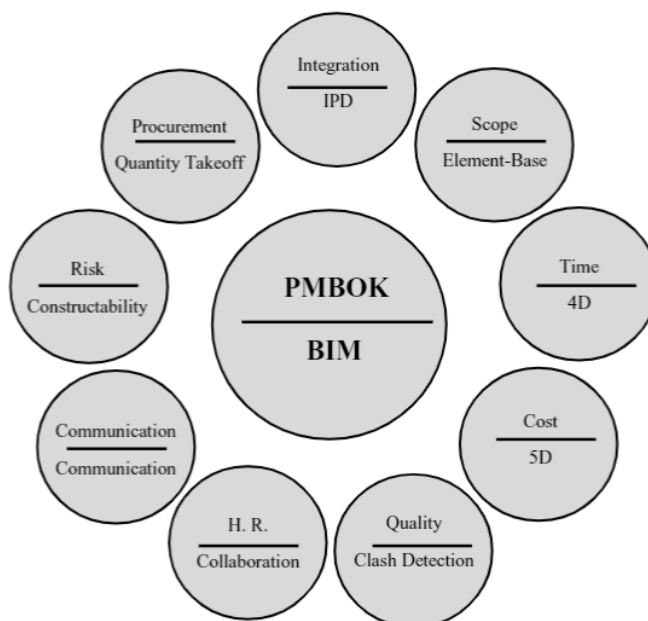 Integration
IPD
Scope
Element-Base
Time
4D
Cost
5D
Quality
Clash Detection
H. R.
Collaboration
Communication
Communication
Risk
Constructability
Procurement
Quantity Takeoff
PMBOK
BIM